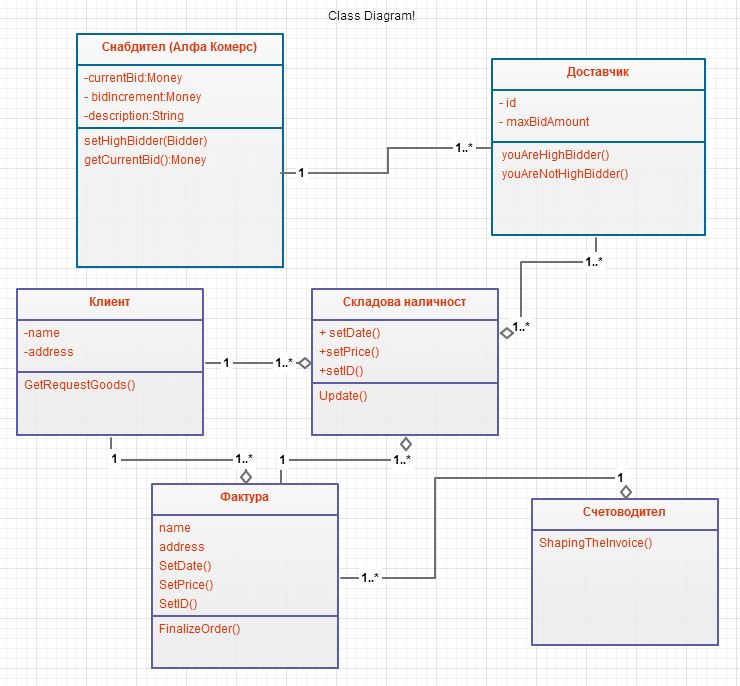 Class Diagram!
Снабдител (Алфа Комерс)
-currentBid:Money
- bidIncrement:Money
-description:String
setHighBidder(Bidder)
getCurrentBid():Money
Доставчик
- id
- maxBidAmount
youAreHighBidder()
youAreNotHighBidder()
1
1..*
1..*
1..*
Клиент
-name
-address
GetRequestGoods()
1
1..*
Складова наличност
+ setDate()
+setPrice()
+setID()
Update()
1
1..*
1
1..*
Фактура
name
address
SetDate()
SetPrice()
SetID()
FinalizeOrder()
1..*
1
Счетоводител
ShapingTheInvoice()